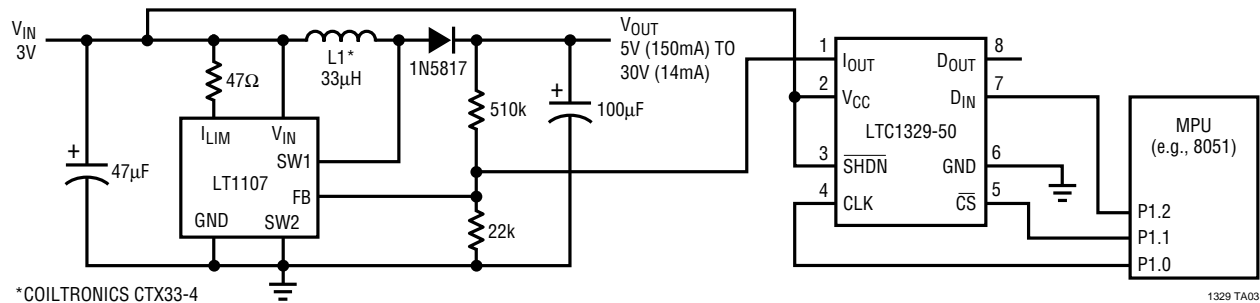 VIN
3V
47Ω
L1*
33µH
1N5817
VOUT
5V (150mA) TO
30V (14mA)
510k
+
100µF
+
47µF
ILIM
VIN
SW1
LT1107
FB
GND
SW2
22k
*COILTRONICS CTX33-4
1
IOUT
DOUT
8
2
VCC
DIN
7
LTC1329-50
3
SHDN
GND
6
4
CLK
CS
5
MPU
(e.g., 8051)
P1.2
P1.1
P1.0
1329 TA03